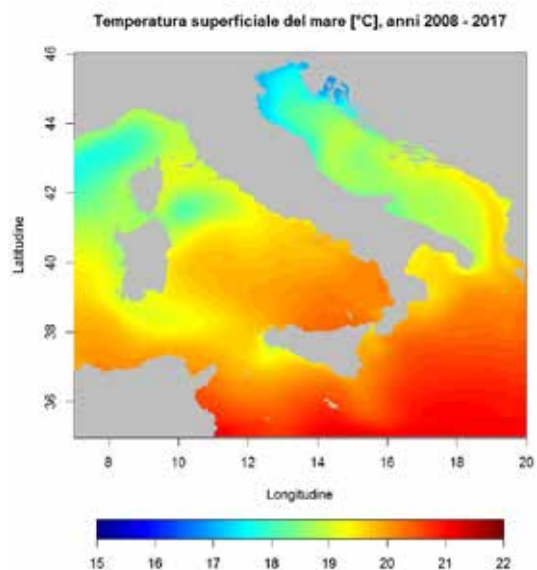 Temperatura superficiale del mare [°C], anni 2008 - 2017
46
44
42
40
38
36
Latitudine
8 10 12 14 16 18 20
Longitudine
15 16 17 18 19 20 21 22